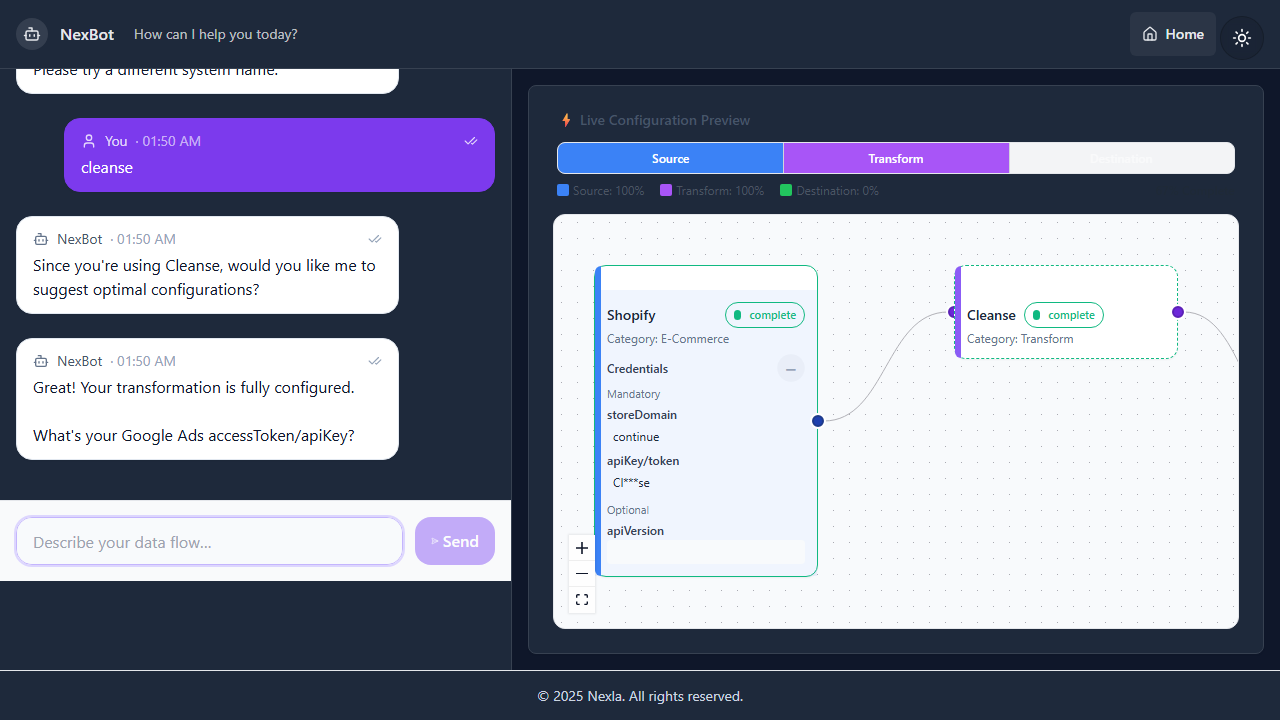 NexBot
How can I help you today?
Home
Please try a different system name.
You · 01:50 AM
cleanse
NexBot · 01:50 AM
Since you're using Cleanse, would you like me to
suggest optimal configurations?
NexBot · 01:50 AM
Great! Your transformation is fully configured.
What's your Google Ads accessToken/apiKey?
Describe your data flow...
Send
Live Configuration Preview
Source
Transform
Destination
Source: 100%
Transform: 100%
Destination: 0%
Shopify
complete
Category: E-Commerce
Credentials
Mandatory
storeDomain
continue
apiKey/token
Cl***se
Optional
apiVersion
Cleanse
complete
Category: Transform
© 2025 Nexla. All rights reserved.